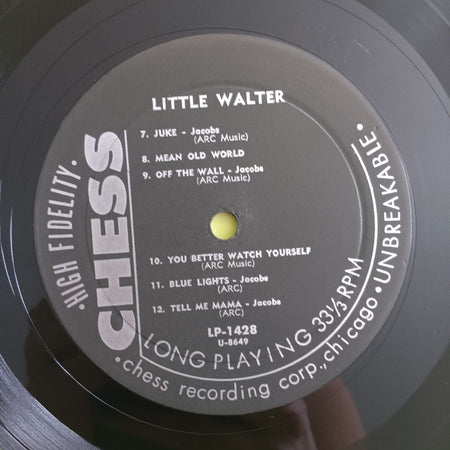 LITTLE WALTER
7. JUKE - Jacobs
(ARC Music)
8. MEAN OLD WORLD
9. OFF THE WALL - Jacobs
(ARC Music)
10. YOU BETTER WATCH YOURSELF
(ARC Music)
11. BLUE LIGHTS - Jacobs
(ARC)
12. TELL ME MAMA - Jacobs
(ARC)
LP-1428
U-8649
CHESS
• HIGH FIDELITY •
LONG PLAYING 33⅓ RPM
• chess recording corp., chicago • UNBREAKABLE •